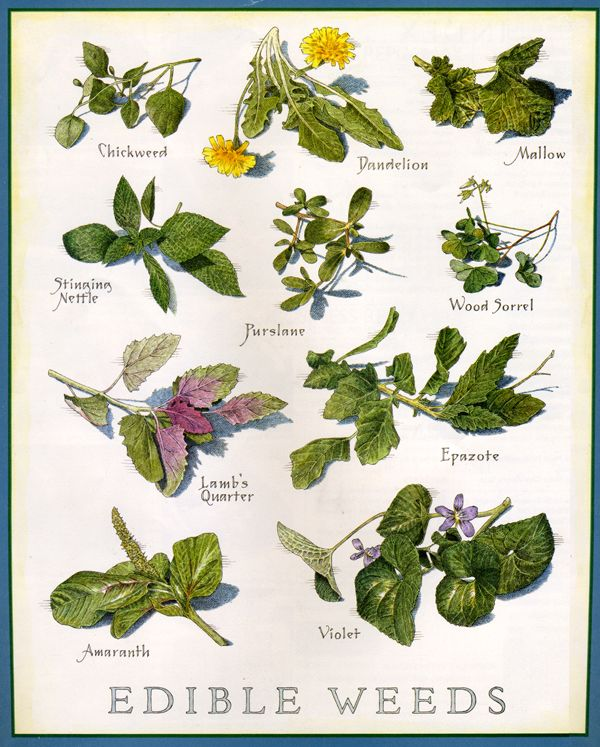 Chickweed
Dandelion
Mallow
Stinging
Nettle
Purslane
Wood Sorrel
Lamb's
Quarter
Epazote
Amaranth
Violet
EDIBLE WEEDS